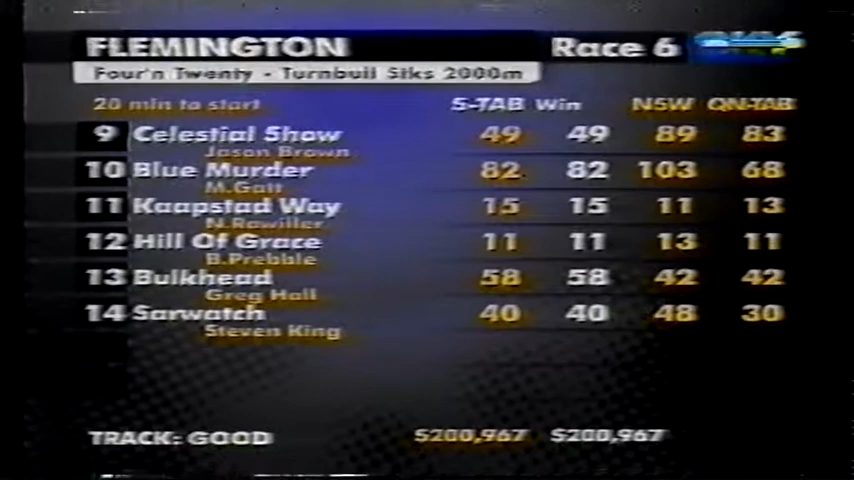 FLEMINGTON Race 6
Four'n Twenty - Turnbull Stks 2000m
20 min to start S-TAB Win NSW QN-TAB
9 Celestial Show 49 49 89 83
Jason Brown
10 Blue Murder 82 82 103 68
M.Gatt
11 Kaapstad Way 15 15 11 13
N.Rawiller
12 Hill Of Grace 11 11 13 11
B.Prebble
13 Bulkhead 58 58 42 42
Greg Hall
14 Sarwatch 40 40 48 30
Steven King
TRACK: GOOD $200,967 $200,967